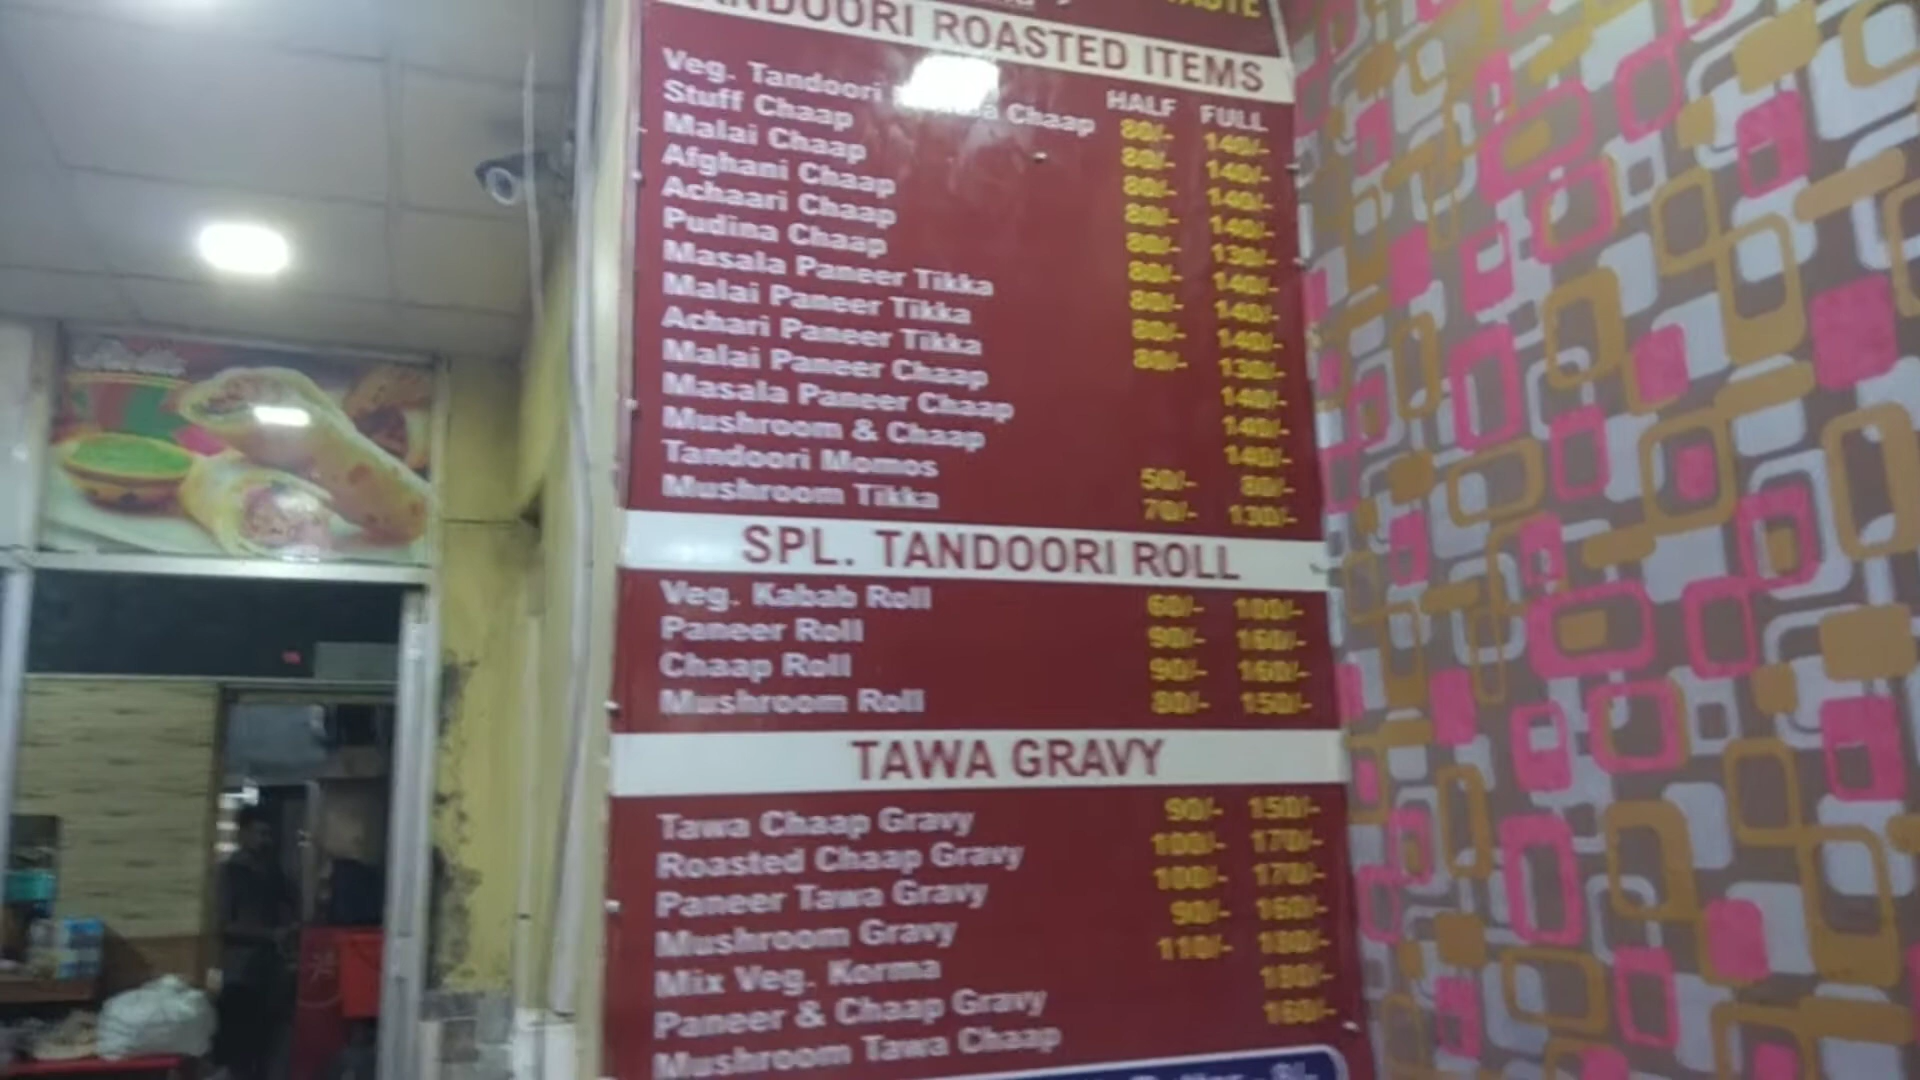 TASTE
ANDOORI ROASTED ITEMS
HALF FULL
Veg. Tandoori Chaap 80/- 140/-
Stuff Chaap 80/- 140/-
Malai Chaap 80/- 140/-
Afghani Chaap 80/- 140/-
Achaari Chaap 80/- 130/-
Pudina Chaap 80/- 140/-
Masala Paneer Tikka 80/- 140/-
Malai Paneer Tikka 80/- 140/-
Achari Paneer Tikka 80/- 130/-
Malai Paneer Chaap 140/-
Masala Paneer Chaap 140/-
Mushroom & Chaap 140/-
Tandoori Momos 50/- 80/-
Mushroom Tikka 70/- 130/-
SPL. TANDOORI ROLL
Veg. Kabab Roll 60/- 100/-
Paneer Roll 90/- 160/-
Chaap Roll 90/- 160/-
Mushroom Roll 80/- 150/-
TAWA GRAVY
Tawa Chaap Gravy 90/- 150/-
Roasted Chaap Gravy 100/- 170/-
Paneer Tawa Gravy 100/- 170/-
Mushroom Gravy 90/- 160/-
Mix Veg. Korma 110/- 180/-
Paneer & Chaap Gravy 180/-
Mushroom Tawa Chaap 160/-